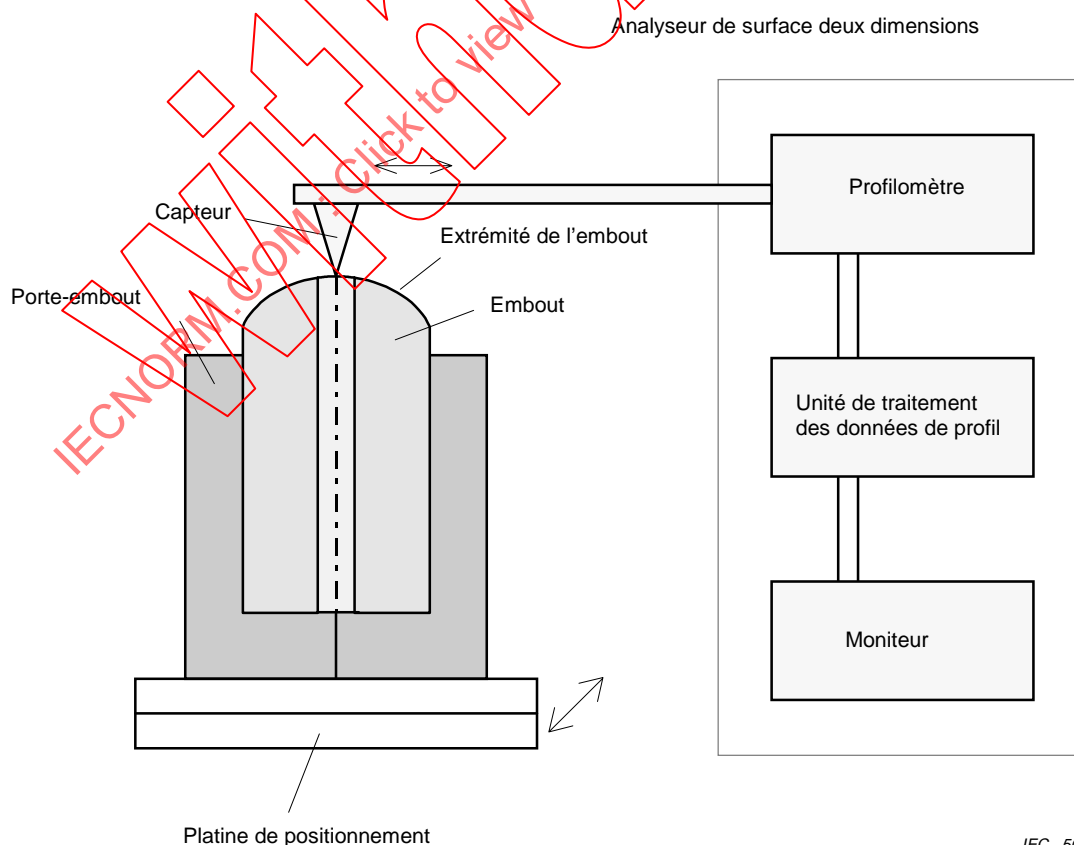 Analyseur de surface deux dimensions
Profilomètre
Capteur
Extrémité de l’embout
Porte-embout
Embout
Unité de traitement
des données de profil
Moniteur
Platine de positionnement
IECNORM.COM : Click to view